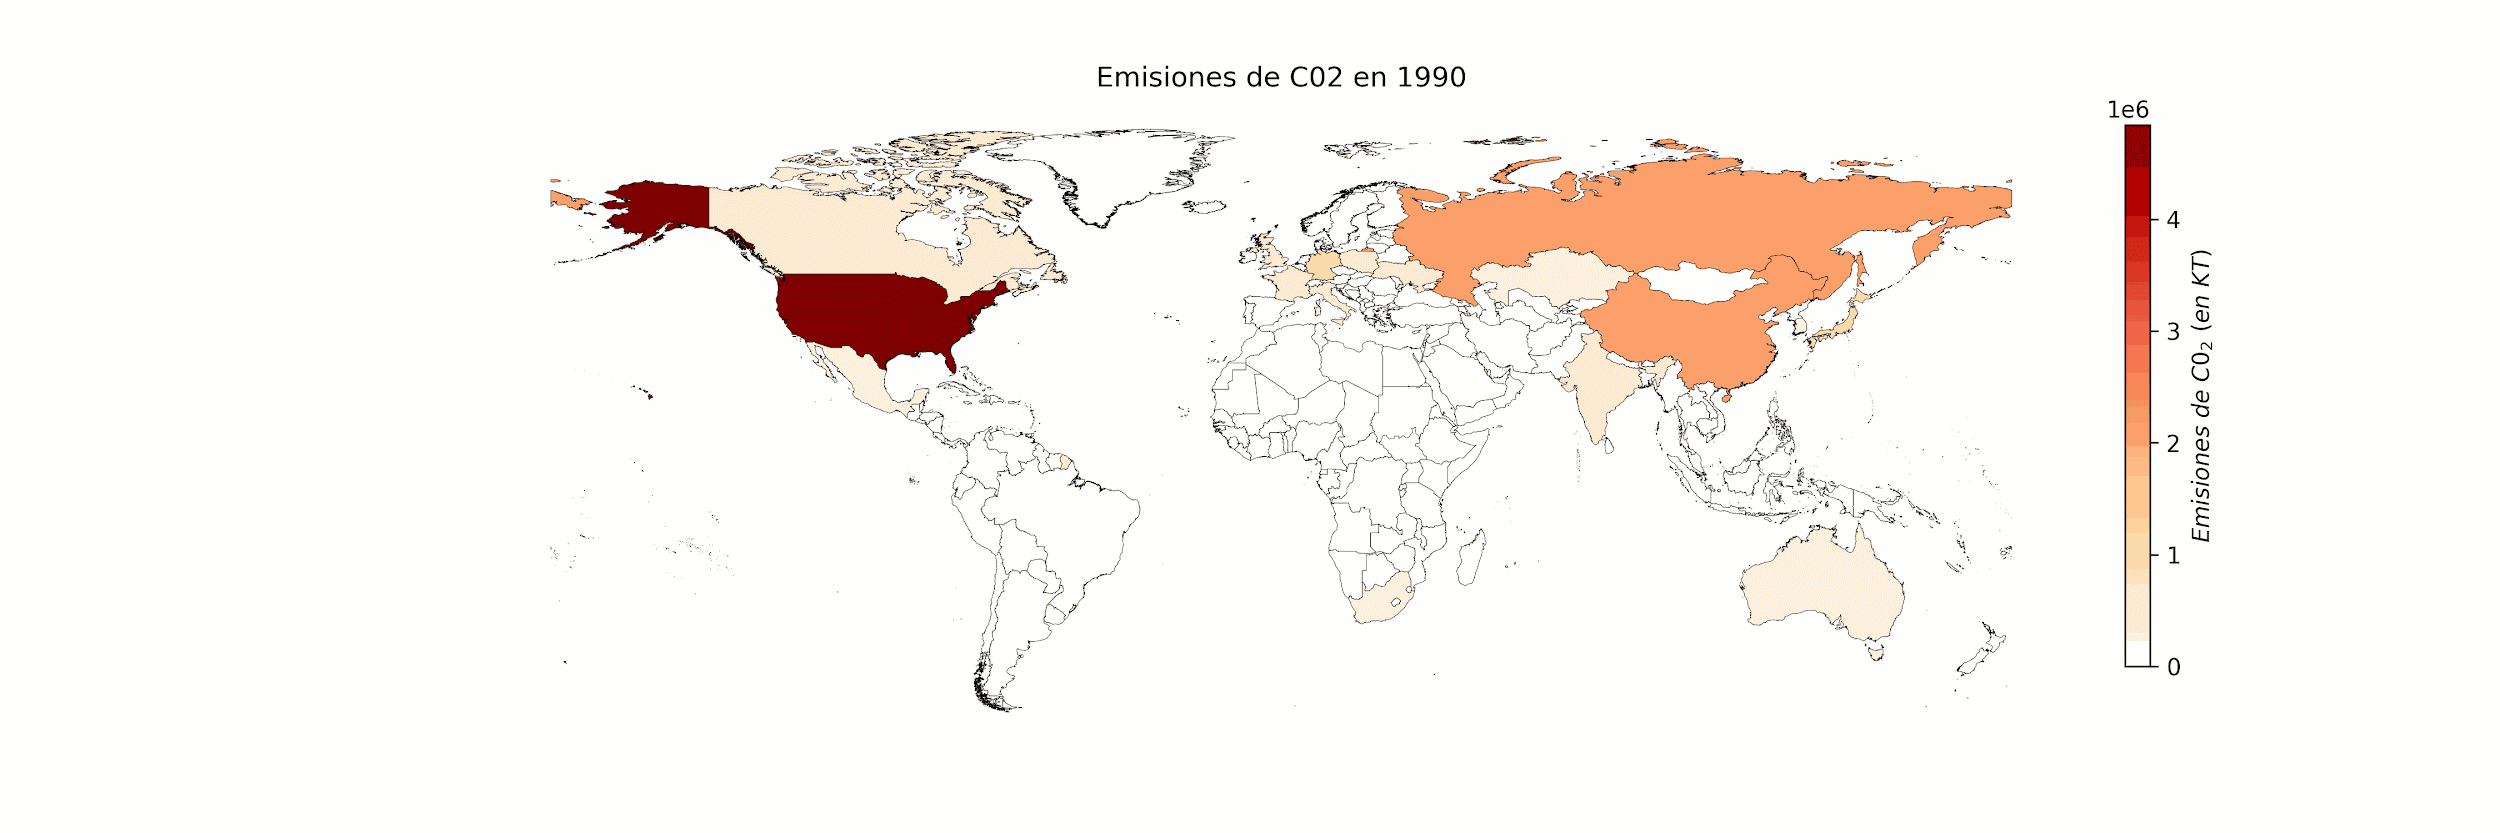 Emisiones de C02 en 1990
1e6
4
3
2
1
0
Emisiones de C0₂ (en KT)